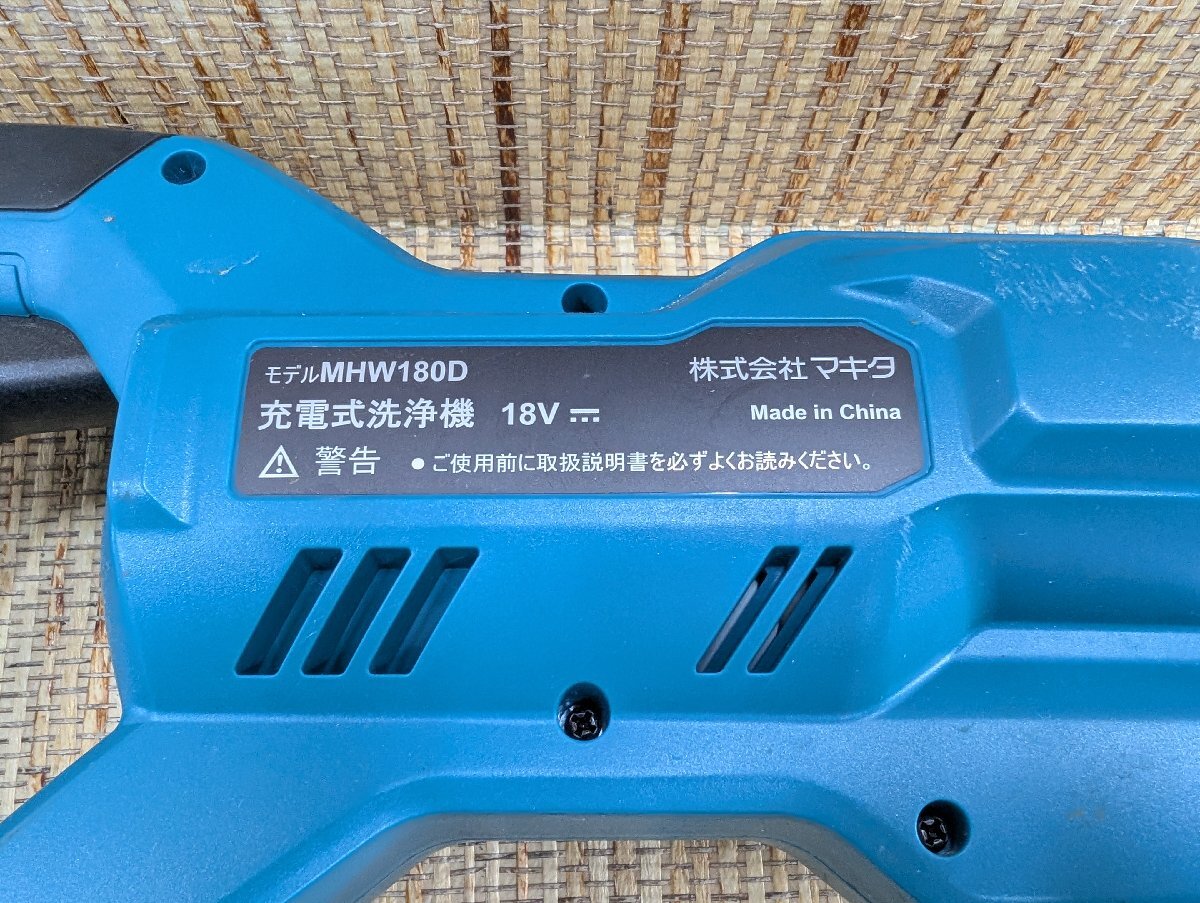 モデルMHW180D 株式会社マキタ
充電式洗浄機 18V Made in China
警告 ●ご使用前に取扱説明書を必ずよくお読みください。